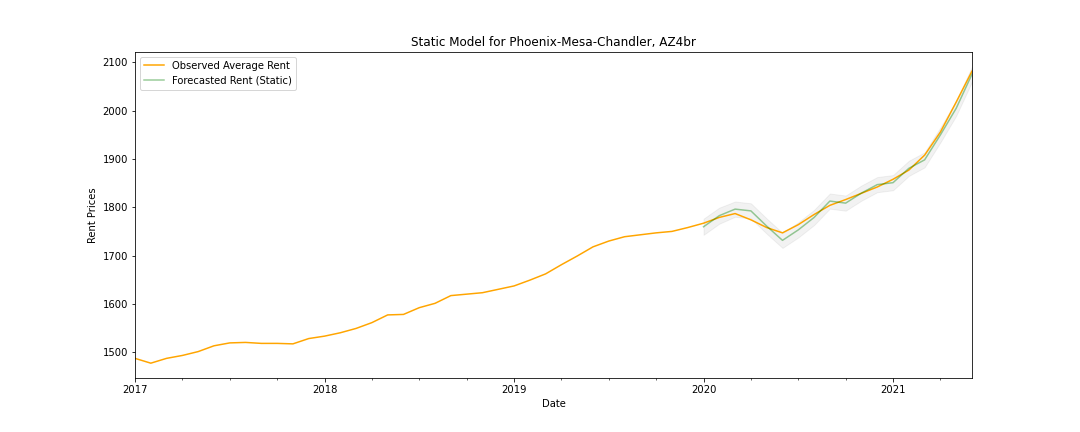 Static Model for Phoenix-Mesa-Chandler, AZ4br
Observed Average Rent
Forecasted Rent (Static)
Rent Prices
2100
2000
1900
1800
1700
1600
1500
2017 2018 2019 2020 2021
Date